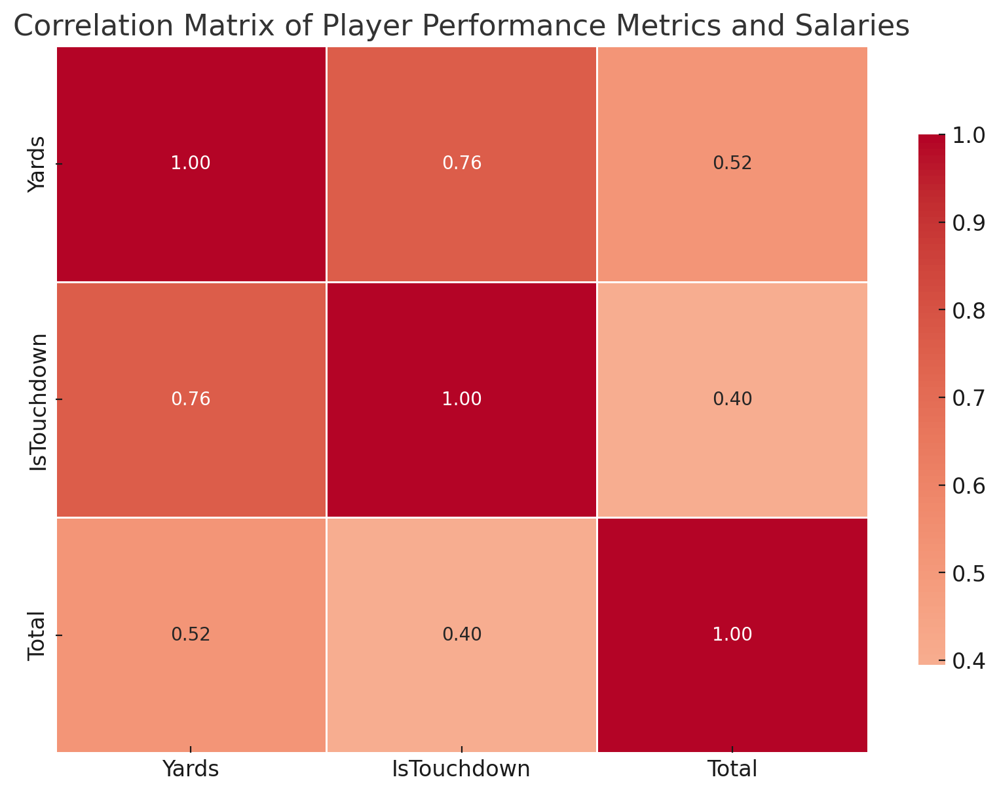 Correlation Matrix of Player Performance Metrics and Salaries
Yards
1.00
0.76
0.52
IsTouchdown
0.76
1.00
0.40
Total
0.52
0.40
1.00
Yards
IsTouchdown
Total
1.0
0.9
0.8
0.7
0.6
0.5
0.4